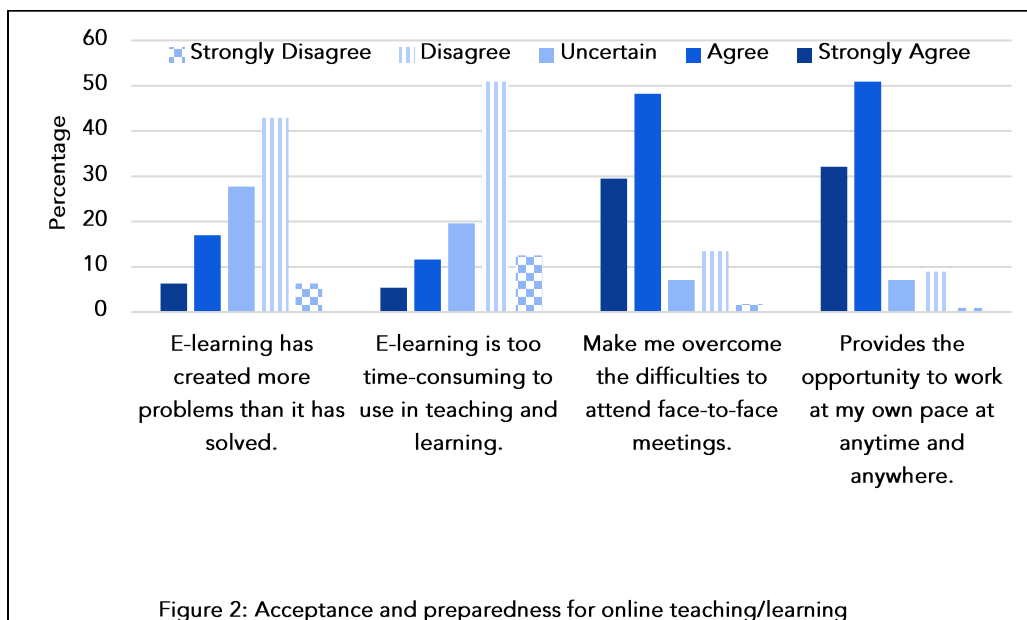 60
Strongly Disagree Disagree Uncertain Agree Strongly Agree
50
40
30
20
10
0
Percentage
E-learning has
created more
problems than it has
solved.
E-learning is too
time-consuming to
use in teaching and
learning.
Make me overcome
the difficulties to
attend face-to-face
meetings.
Provides the
opportunity to work
at my own pace at
anytime and
anywhere.
Figure 2: Acceptance and preparedness for online teaching/learning